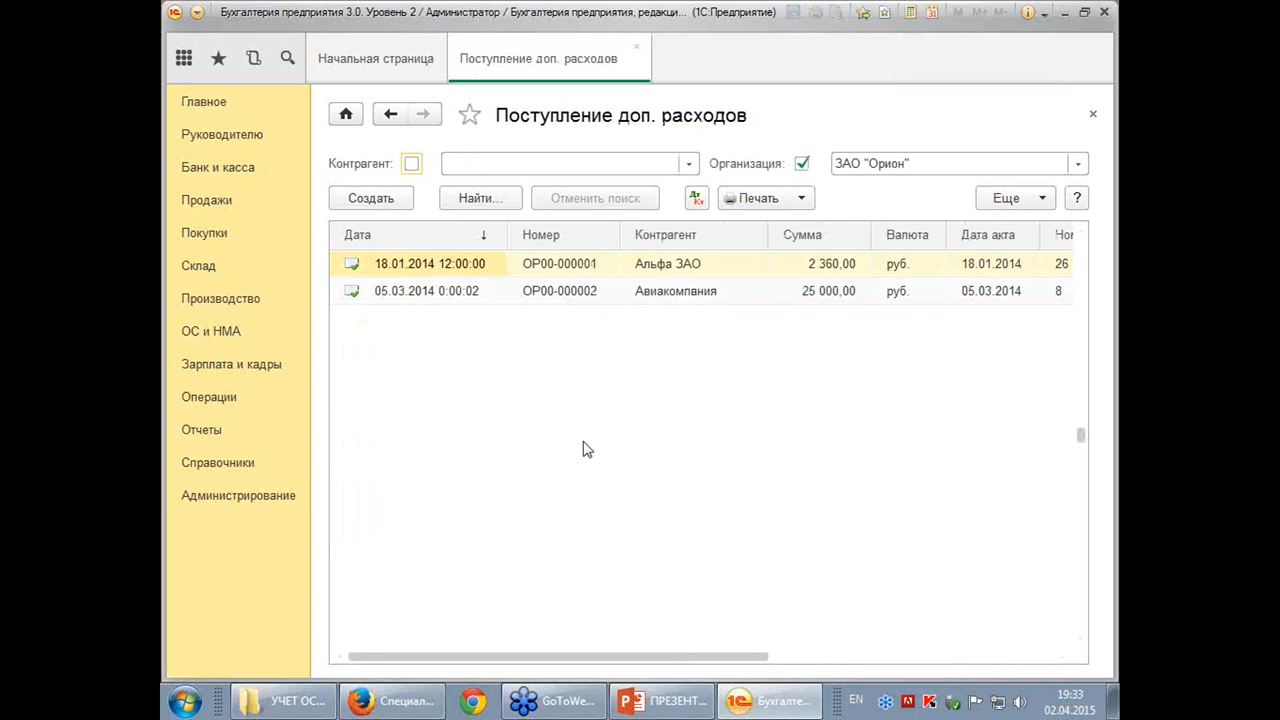 Бухгалтерия предприятия 3.0. Уровень 2 / Администратор / Бухгалтерия предприятия, редакци... (1С:Предприятие)
M M+ M-
Начальная страница
Поступление доп. расходов
Главное
Руководителю
Банк и касса
Продажи
Покупки
Склад
Производство
ОС и НМА
Зарплата и кадры
Операции
Отчеты
Справочники
Администрирование
Поступление доп. расходов
Контрагент: Организация: ЗАО "Орион"
Создать Найти... Отменить поиск Дт Кт Печать Еще ?
Дата Номер Контрагент Сумма Валюта Дата акта Ном
18.01.2014 12:00:00 ОР00-000001 Альфа ЗАО 2 360,00 руб. 18.01.2014 26
05.03.2014 0:00:02 ОР00-000002 Авиакомпания 25 000,00 руб. 05.03.2014 8
УЧЕТ ОС... Специал... GoToWe... ПРЕЗЕНТ... Бухгалте... EN 19:33
02.04.2015